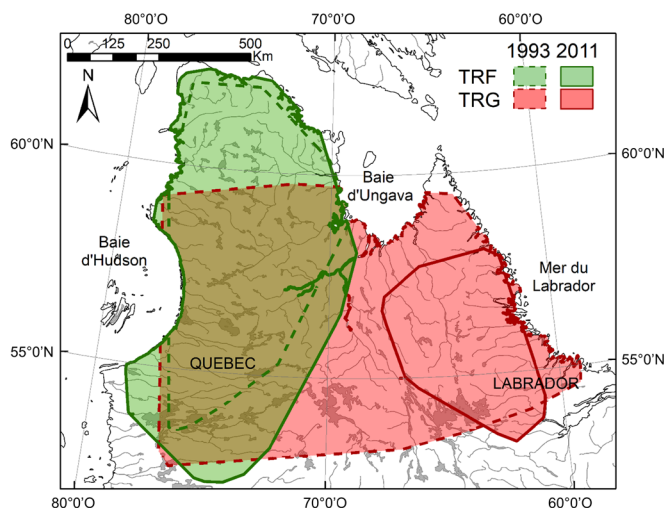 80°0'O 70°0'O 60°0'O
0 125 250 500
Km
N
1993 2011
TRF
TRG
60°0'N 60°0'N
Baie
d'Ungava
Baie
d'Hudson
Mer du
Labrador
55°0'N 55°0'N
QUEBEC
LABRADOR
80°0'O 70°0'O 60°0'O